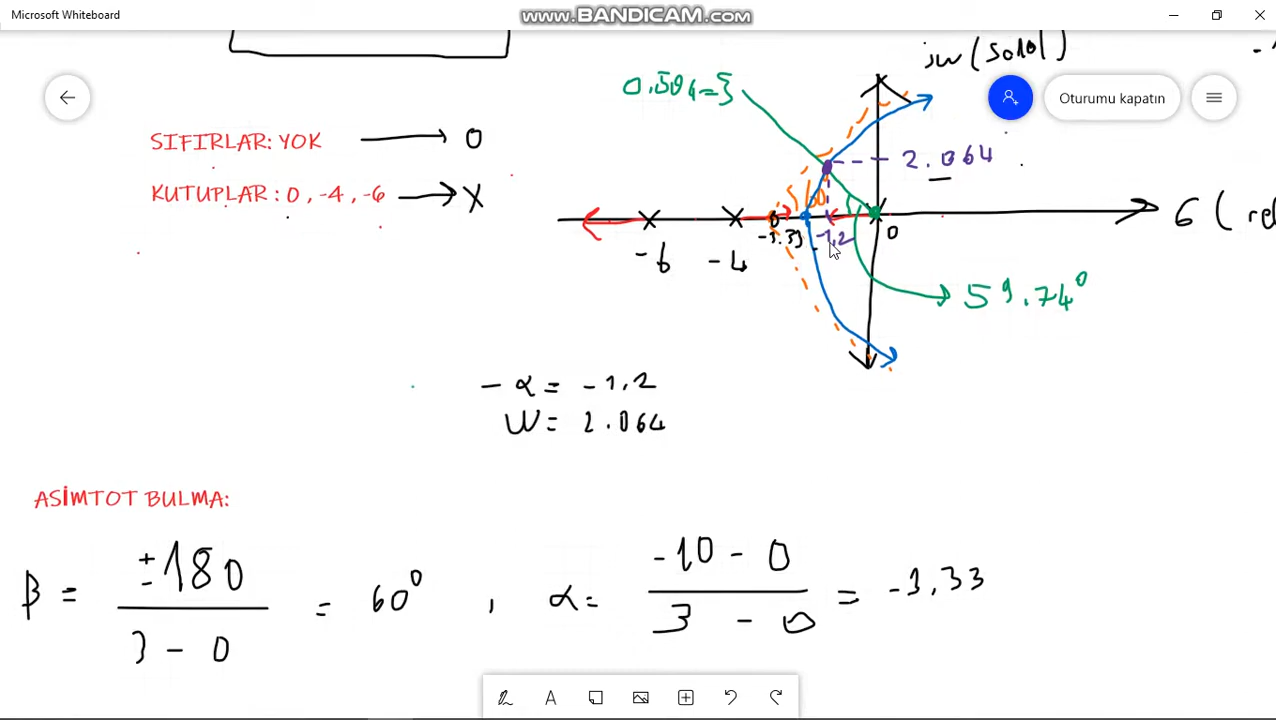 Microsoft Whiteboard
www.BANDICAM.com
jw (sanal)
Oturumu kapatın
0.504=ξ
SIFIRLAR: YOK → 0
KUTUPLAR : 0, -4, -6 → X
2.064
60
-3.33
-1,2
0
-6
-4
59.74°
-α = -1,2
W = 2.064
ASİMTOT BULMA:
β = ±180 / 3 - 0 = 60° , α = -10 - 0 / 3 - 0 = -3,33